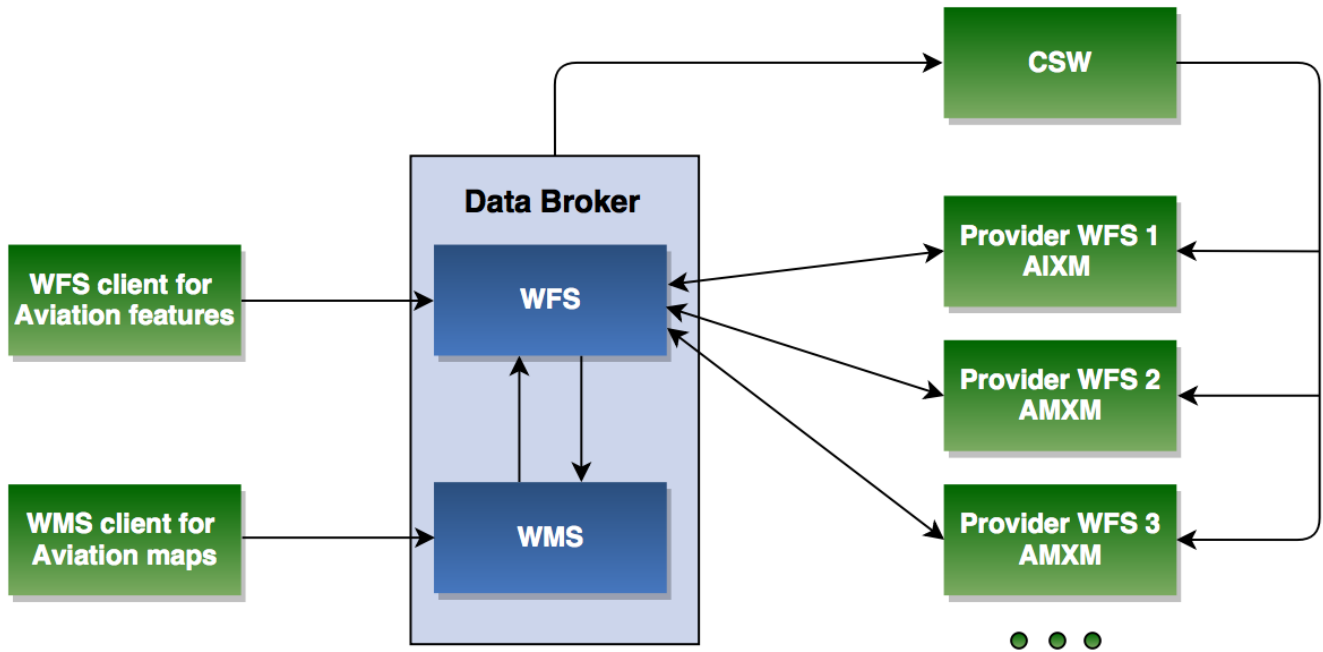 CSW
Data Broker
Provider WFS 1
AIXM
WFS client for
Aviation features
WFS
Provider WFS 2
AMXM
WMS client for
Aviation maps
WMS
Provider WFS 3
AMXM